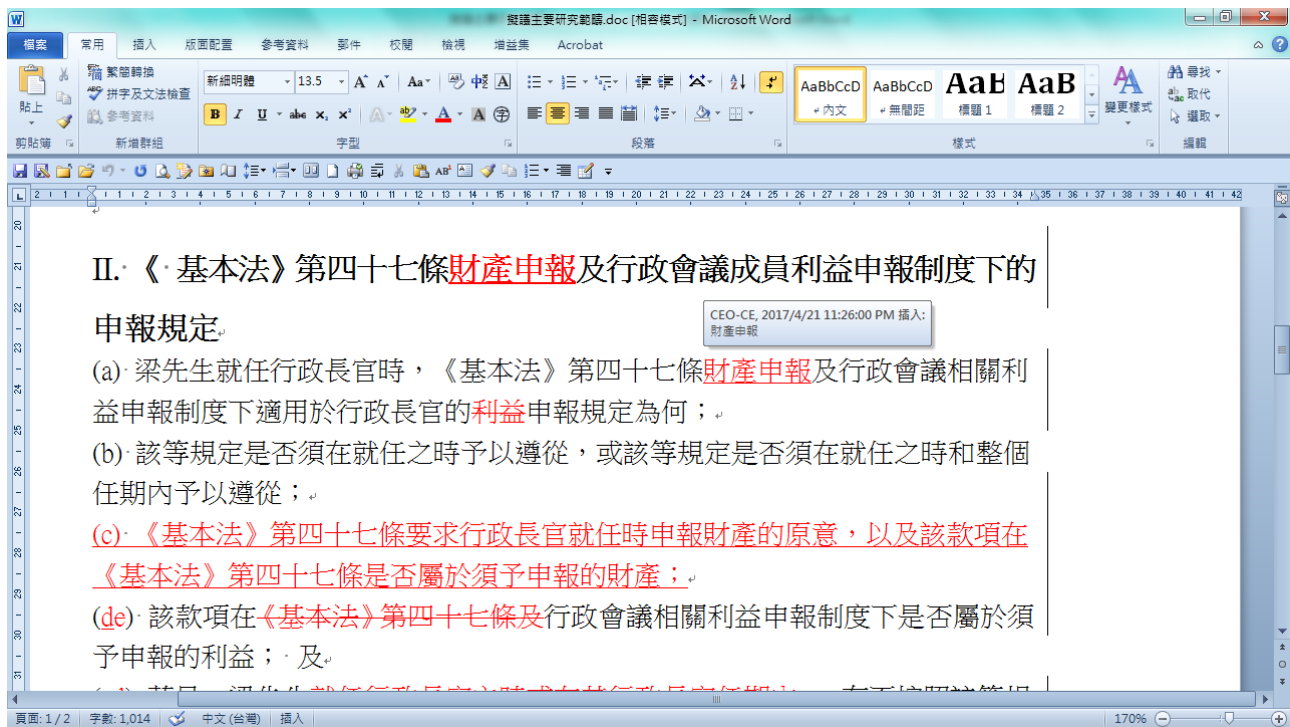 擬議主要研究範疇.doc [相容模式] - Microsoft Word
檔案 常用 插入 版面配置 參考資料 郵件 校閱 檢視 增益集 Acrobat
貼上 繁簡轉換 拼字及文法檢查 參考資料
新細明體 13.5
AaBbCcD 內文 AaBbCcD 無間距 AaB 標題 1 AaB 標題 2 變更樣式
尋找 取代 選取
剪貼簿 新增群組 字型 段落 樣式 編輯
II. 《 基本法》第四十七條財產申報及行政會議成員利益申報制度下的
申報規定
CEO-CE, 2017/4/21 11:26:00 PM 插入:
財產申報
(a) 梁先生就任行政長官時，《基本法》第四十七條財產申報及行政會議相關利
益申報制度下適用於行政長官的利益申報規定為何；
(b) 該等規定是否須在就任之時予以遵從，或該等規定是否須在就任之時和整個
任期內予以遵從；
(c) 《基本法》第四十七條要求行政長官就任時申報財產的原意，以及該款項在
《基本法》第四十七條是否屬於須予申報的財產；
(de) 該款項在《基本法》第四十七條及行政會議相關利益申報制度下是否屬於須
予申報的利益； 及
頁面: 1 / 2 字數: 1,014 中文 (台灣) 插入 170%